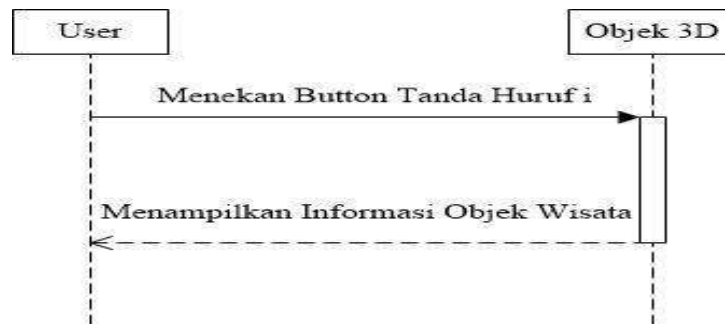 User
Objek 3D
Menekan Button Tanda Huruf i
Menampilkan Informasi Objek Wisata